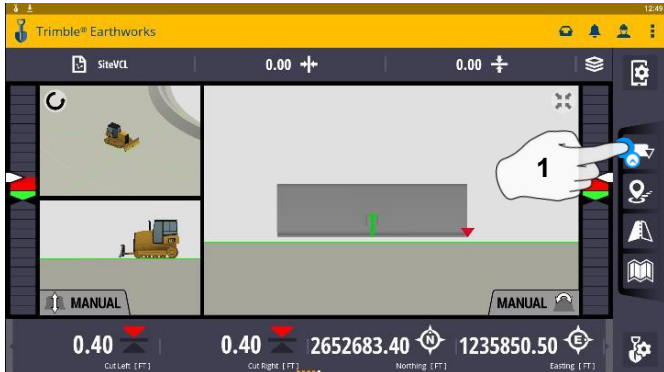 12:49
Trimble® Earthworks
SiteVCL
0.00
0.00
1
MANUAL
MANUAL
0.40
0.40
2652683.40
N
1235850.50
E
Cut Left [FT]
Cut Right [FT]
Northing [FT]
Easting [FT]